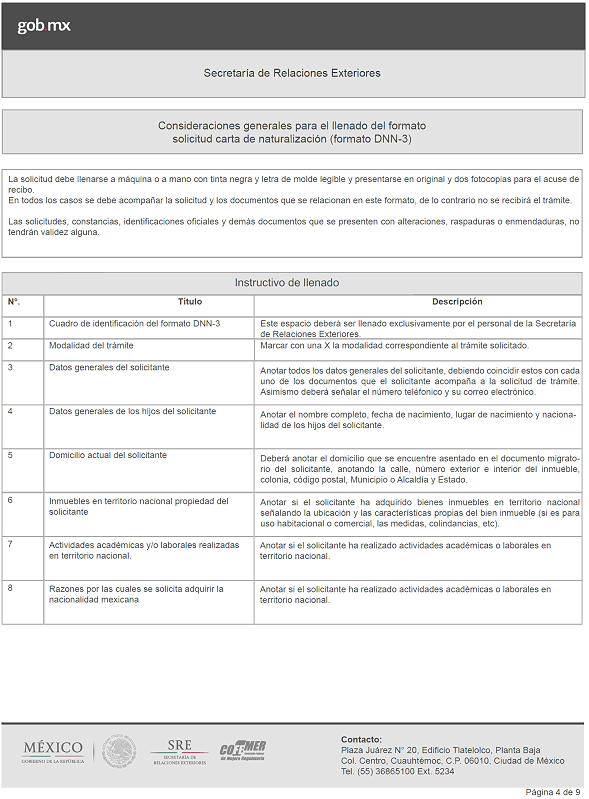 gob.mx
Secretaría de Relaciones Exteriores
Consideraciones generales para el llenado del formato
solicitud carta de naturalización (formato DNN-3)
La solicitud debe llenarse a máquina o a mano con tinta negra y letra de molde legible y presentarse en original y dos fotocopias para el acuse de
recibo.
En todos los casos se debe acompañar la solicitud y los documentos que se relacionan en este formato, de lo contrario no se recibirá el trámite.
Las solicitudes, constancias, identificaciones oficiales y demás documentos que se presenten con alteraciones, raspaduras o enmendaduras, no
tendrán validez alguna.
Instructivo de llenado
N°. Título Descripción
1 Cuadro de identificación del formato DNN-3 Este espacio deberá ser llenado exclusivamente por el personal de la Secretaría
de Relaciones Exteriores.
2 Modalidad del trámite Marcar con una X la modalidad correspondiente al trámite solicitado.
3 Datos generales del solicitante Anotar todos los datos generales del solicitante, debiendo coincidir estos con cada
uno de los documentos que el solicitante acompaña a la solicitud de trámite.
Asimismo deberá señalar el número teléfonico y su correo electrónico.
4 Datos generales de los hijos del solicitante Anotar el nombre completo, fecha de nacimiento, lugar de nacimiento y naciona-
lidad de los hijos del solicitante.
5 Domicilio actual del solicitante Deberá anotar el domicilio que se encuentre asentado en el documento migrato-
rio del solicitante, anotando la calle, número exterior e interior del inmueble,
colonia, código postal, Municipio o Alcaldía y Estado.
6 Inmuebles en territorio nacional propiedad del Anotar si el solicitante ha adquirido bienes inmuebles en territorio nacional
solicitante señalando la ubicación y las características propias del bien inmueble (si es para
uso habitacional o comercial, las medidas, colindancias, etc).
7 Actividades académicas y/o laborales realizadas Anotar si el solicitante ha realizado actividades académicas o laborales en
en territorio nacional. territorio nacional.
8 Razones por las cuales se solicita adquirir la Anotar si el solicitante ha realizado actividades académicas o laborales en
nacionalidad mexicana territorio nacional.
MÉXICO
GOBIERNO DE LA REPÚBLICA
SRE
SECRETARÍA DE
RELACIONES EXTERIORES
COFEMER
Comisión Federal
de Mejora Regulatoria
Contacto:
Plaza Juárez N° 20, Edificio Tlatelolco, Planta Baja
Col. Centro, Cuauhtémoc, C.P. 06010, Ciudad de México
Tel. (55) 36865100 Ext. 5234
Página 4 de 9